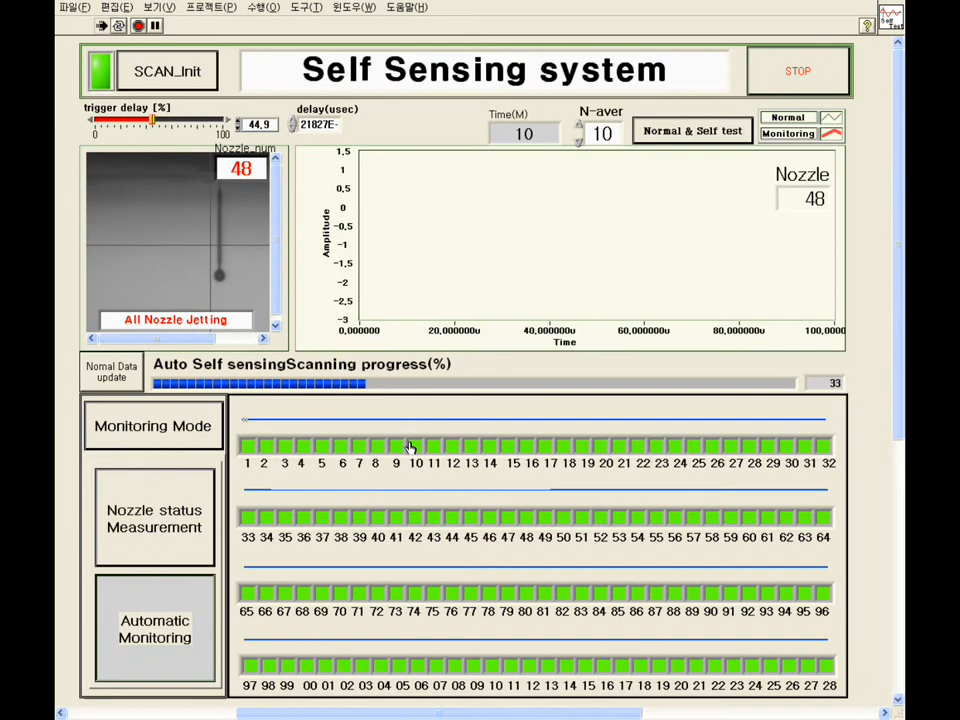 파일(F) 편집(E) 보기(V) 프로젝트(P) 수행(O) 도구(T) 윈도우(W) 도움말(H)
?
SCAN_Init
Self Sensing system
STOP
trigger delay [%]
0 100
44,9
delay(usec)
21827E-
Time(M)
10
N-aver
10
Normal & Self test
Normal
Monitoring
Nozzle_num
48
All Nozzle Jetting
Amplitude
1,5
1
0,5
0
-0,5
-1
-1,5
-2
-2,5
-3
0,000000 20,000000u 40,000000u 60,000000u 80,000000u 100,0000
Time
Nozzle
48
Nomal Data
update
Auto Self sensingScanning progress(%)
33
Monitoring Mode
Nozzle status
Measurement
Automatic
Monitoring
1 2 3 4 5 6 7 8 9 10 11 12 13 14 15 16 17 18 19 20 21 22 23 24 25 26 27 28 29 30 31 32
33 34 35 36 37 38 39 40 41 42 43 44 45 46 47 48 49 50 51 52 53 54 55 56 57 58 59 60 61 62 63 64
65 66 67 68 69 70 71 72 73 74 75 76 77 78 79 80 81 82 83 84 85 86 87 88 89 90 91 92 93 94 95 96
97 98 99 00 01 02 03 04 05 06 07 08 09 10 11 12 13 14 15 16 17 18 19 20 21 22 23 24 25 26 27 28